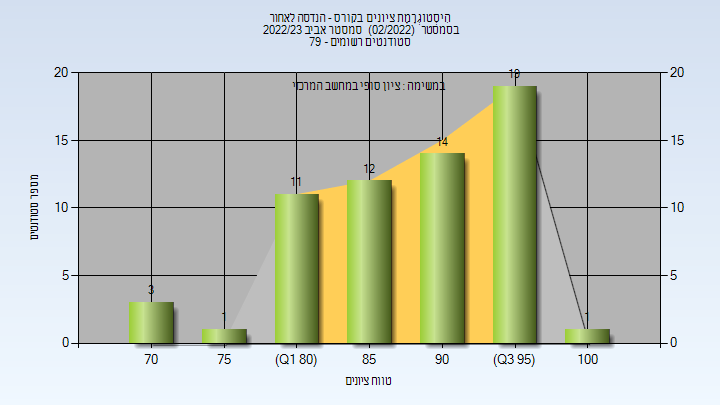 היסטוגרמת ציונים בקורס - הנדסה לאחור
בסמסטר (02/2022) סמסטר אביב 2022/23
סטודנטים רשומים - 79
במשימה : ציון סופי במחשב המרכזי
20
15
10
5
0
20
15
10
5
0
3
1
11
12
14
19
1
70
75
(Q1 80)
85
90
(Q3 95)
100
מספר סטודנטים
טווח ציונים